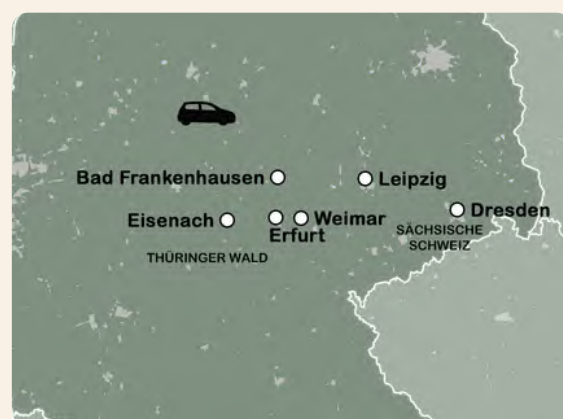 Bad Frankenhausen
Leipzig
Dresden
Eisenach
Weimar
Erfurt
SÄCHSISCHE
SCHWEIZ
THÜRINGER WALD